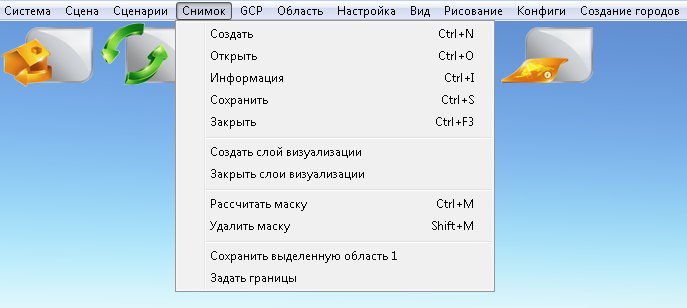 Система Сцена Сценарии Снимок GCP Область Настройка Вид Рисование Конфиги Создание городов
Создать Ctrl+N
Открыть Ctrl+O
Информация Ctrl+I
Сохранить Ctrl+S
Закрыть Ctrl+F3
Создать слой визуализации
Закрыть слои визуализации
Рассчитать маску Ctrl+M
Удалить маску Shift+M
Сохранить выделенную область 1
Задать границы